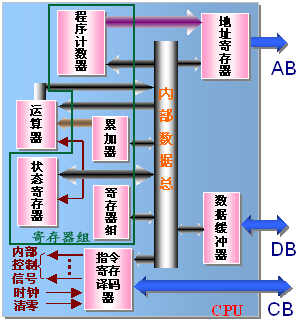 程序计数器
地址寄存器
AB
内部数据总
运算器
累加器
状态寄存器
寄存器组
数据缓冲器
寄存器组
DB
内部
控制
信号
时钟
清零
指令
寄存
译码
器
CPU
CB